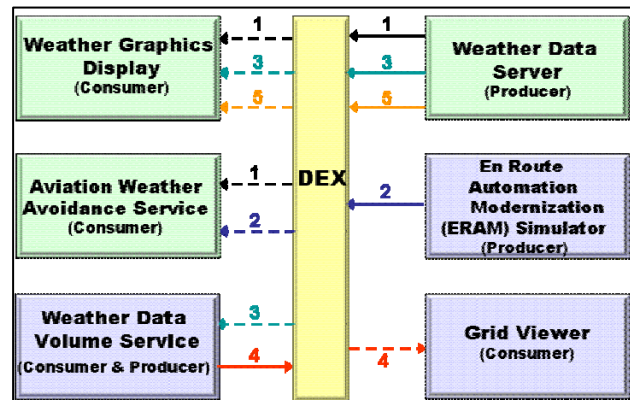 Weather Graphics
Display
(Consumer)
1
3
5
1
3
5
Weather Data
Server
(Producer)
DEX
Aviation Weather
Avoidance Service
(Consumer)
1
2
2
En Route
Automation
Modernization
(ERAM) Simulator
(Producer)
Weather Data
Volume Service
(Consumer & Producer)
3
4
4
Grid Viewer
(Consumer)